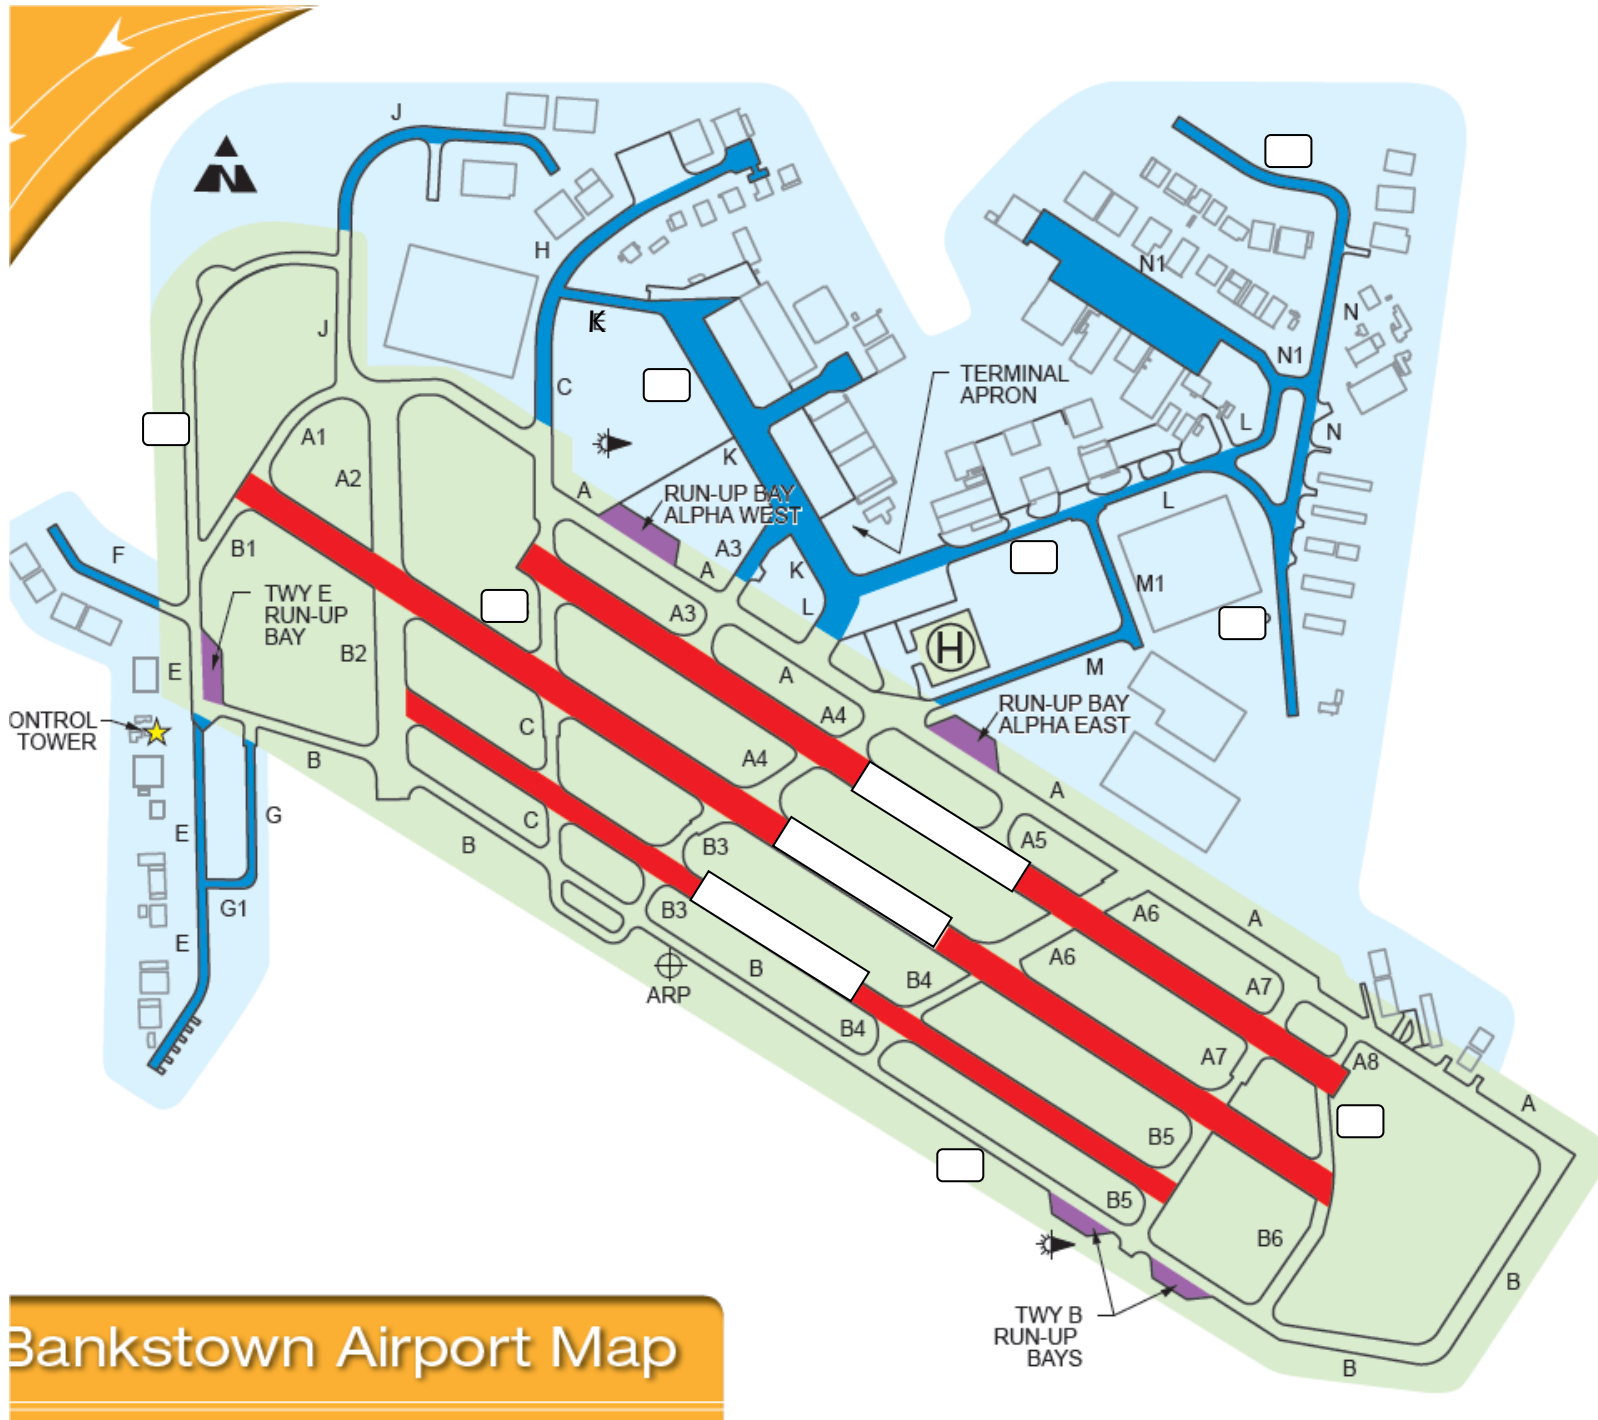 J
N
H
N1
N
J
K
N1
TERMINAL
APRON
C
L
N
A1
K
A2
A
RUN-UP BAY
ALPHA WEST
L
B1
A3
F
A
K
M1
TWY E
RUN-UP
BAY
L
A3
B2
H
E
A
M
A4
RUN-UP BAY
ALPHA EAST
ONTROL
TOWER
C
B
A4
A
G
C
E
B
B3
A5
G1
B3
A6
A
E
B
A6
ARP
B4
A7
B4
A7
A8
A
B5
B5
B6
B
TWY B
RUN-UP
BAYS
B
Bankstown Airport Map